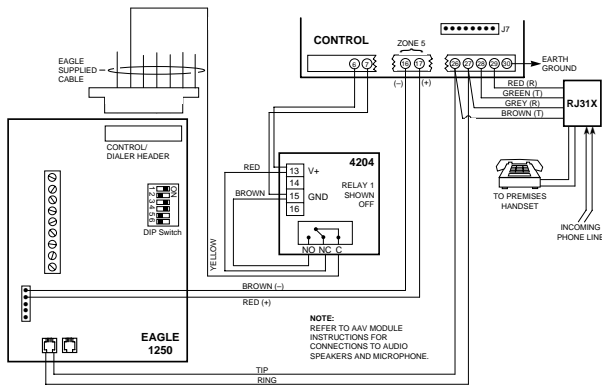 J7
CONTROL
ZONE 5
6 7 16 17 26 27 28 29 30
EARTH
GROUND
(–) (+)
EAGLE
SUPPLIED
CABLE
RED (R)
GREEN (T)
GREY (R)
BROWN (T)
RJ31X
CONTROL/
DIALER HEADER
ON
1 2 3 4 5 6
DIP Switch
RED
BROWN
YELLOW
4204
13 V+
14
15 GND
16
RELAY 1
SHOWN
OFF
NO NC C
TO PREMISES
HANDSET
INCOMING
PHONE LINE
BROWN (–)
RED (+)
NOTE:
REFER TO AAV MODULE
INSTRUCTIONS FOR
CONNECTIONS TO AUDIO
SPEAKERS AND MICROPHONE.
EAGLE
1250
TIP
RING